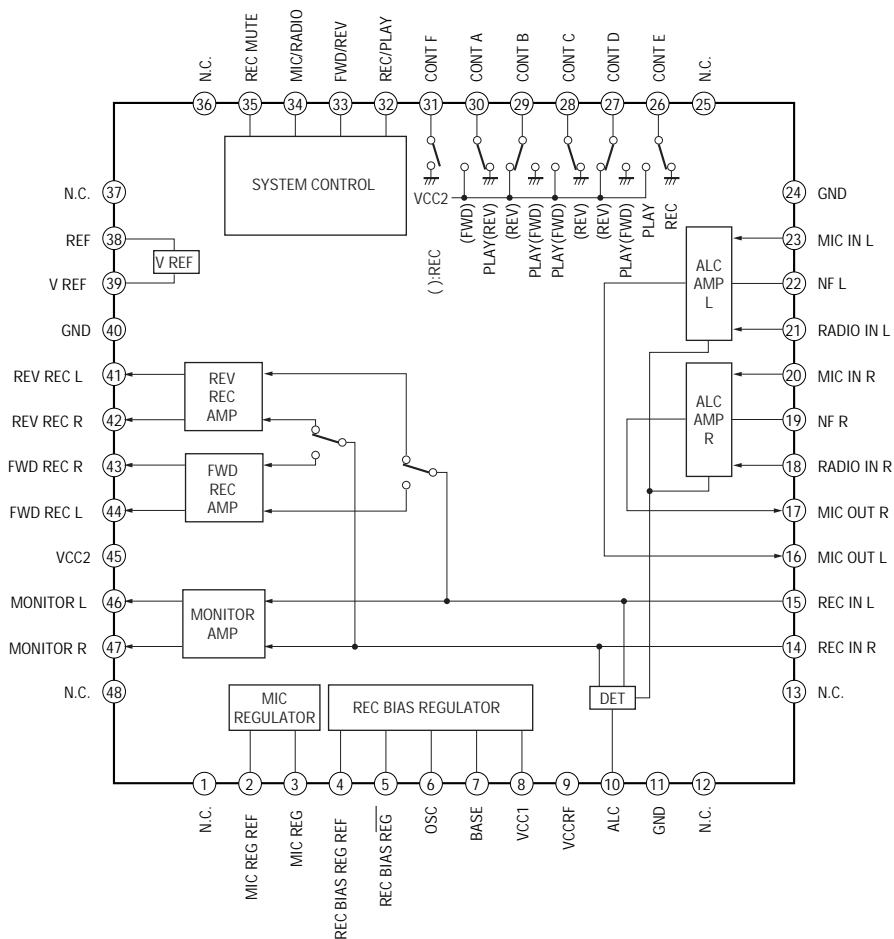 N.C.
REC MUTE
MIC/RADIO
FWD/REV
REC/PLAY
CONT F
CONT A
CONT B
CONT C
CONT D
CONT E
N.C.
36
35
34
33
32
31
30
29
28
27
26
25
SYSTEM CONTROL
VCC2
(FWD)
PLAY(REV)
(REV)
PLAY(FWD)
PLAY(FWD)
(REV)
(REV)
PLAY(FWD)
PLAY
REC
( ):REC
N.C. 37
REF 38
V REF
V REF 39
GND 40
REV REC L 41
REV REC R 42
FWD REC R 43
FWD REC L 44
VCC2 45
MONITOR L 46
MONITOR R 47
N.C. 48
REV
REC
AMP
FWD
REC
AMP
MONITOR
AMP
24 GND
23 MIC IN L
22 NF L
21 RADIO IN L
20 MIC IN R
19 NF R
18 RADIO IN R
17 MIC OUT R
16 MIC OUT L
15 REC IN L
14 REC IN R
13 N.C.
ALC
AMP
L
ALC
AMP
R
DET
MIC
REGULATOR
REC BIAS REGULATOR
1
2
3
4
5
6
7
8
9
10
11
12
N.C.
MIC REG REF
MIC REG
REC BIAS REG REF
REC BIAS REG
OSC
BASE
VCC1
VCCRF
ALC
GND
N.C.